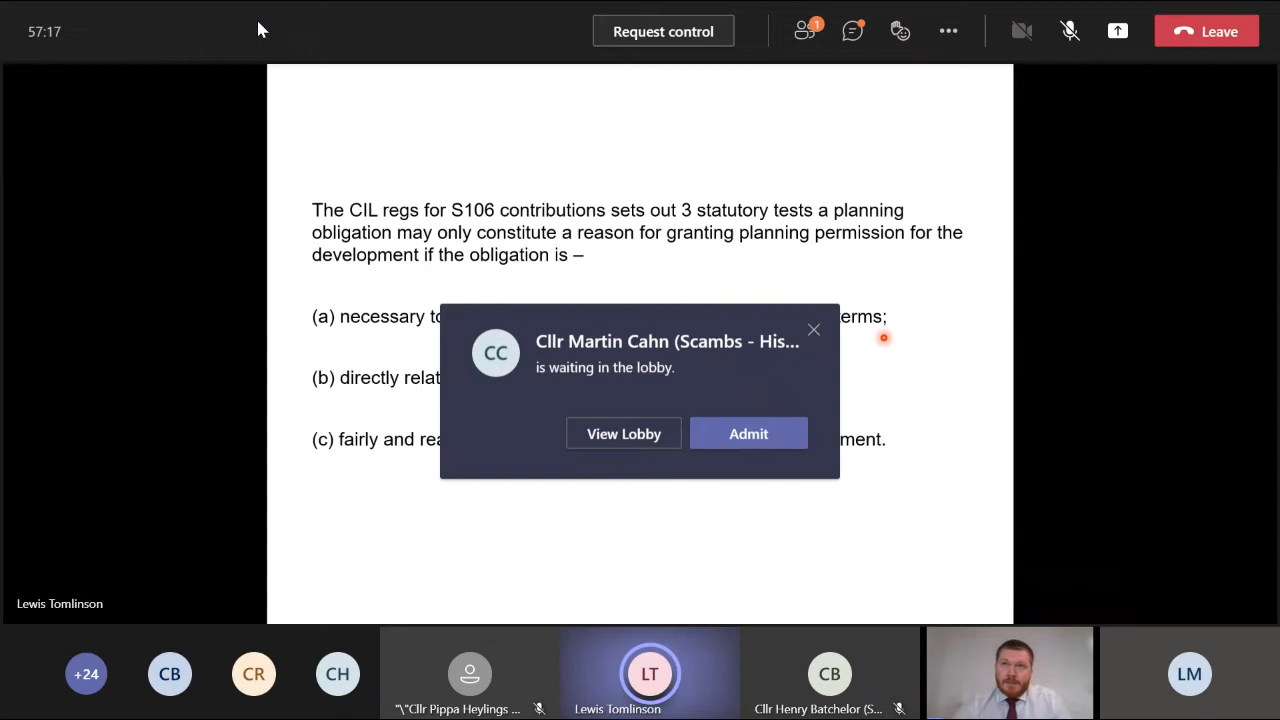 57:17
Request control
1
Leave
The CIL regs for S106 contributions sets out 3 statutory tests a planning
obligation may only constitute a reason for granting planning permission for the
development if the obligation is –
(a) necessary to
erms;
Cllr Martin Cahn (Scambs - His...
CC
is waiting in the lobby.
(b) directly relat
View Lobby
Admit
(c) fairly and rea
ment.
Lewis Tomlinson
+24
CB
CR
CH
LT
CB
LM
"\"Cllr Pippa Heylings ...
Lewis Tomlinson
Cllr Henry Batchelor (S...